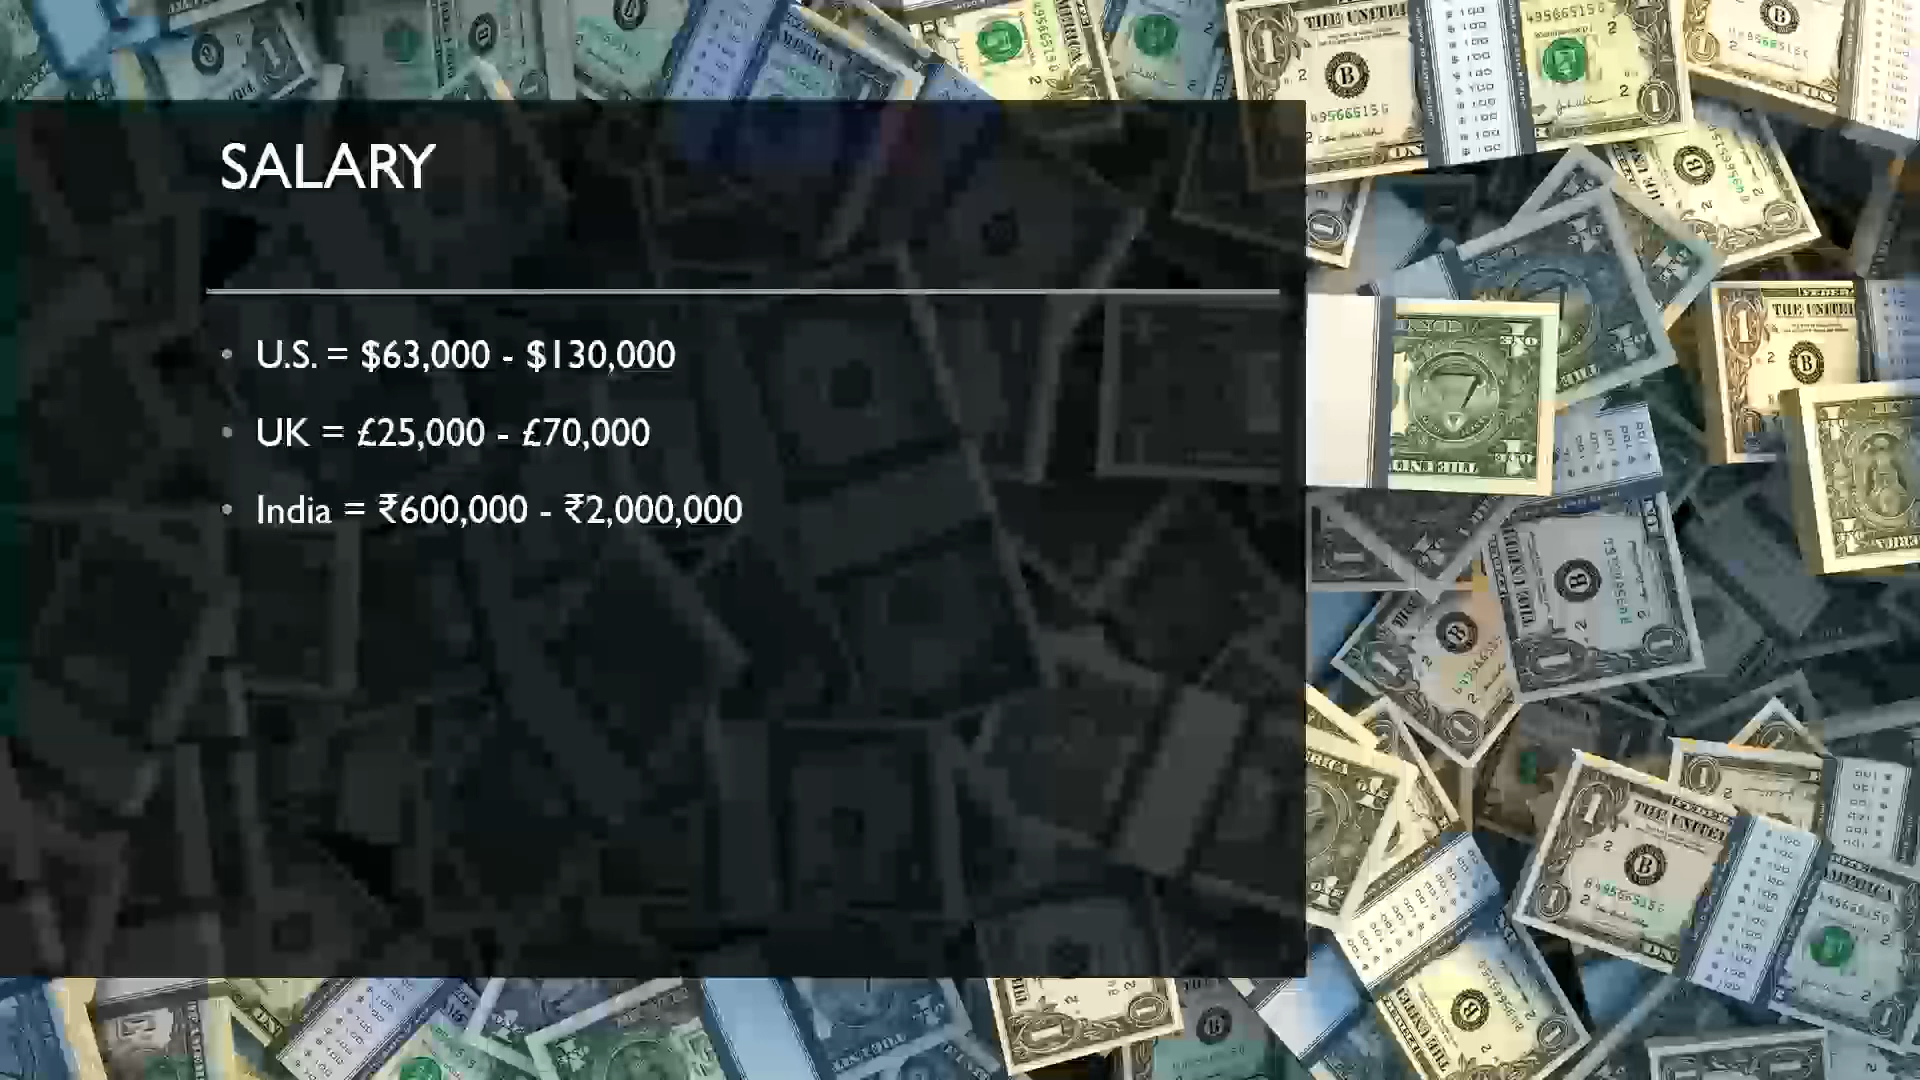 SALARY
• U.S. = $63,000 - $130,000
• UK = £25,000 - £70,000
• India = ₹600,000 - ₹2,000,000